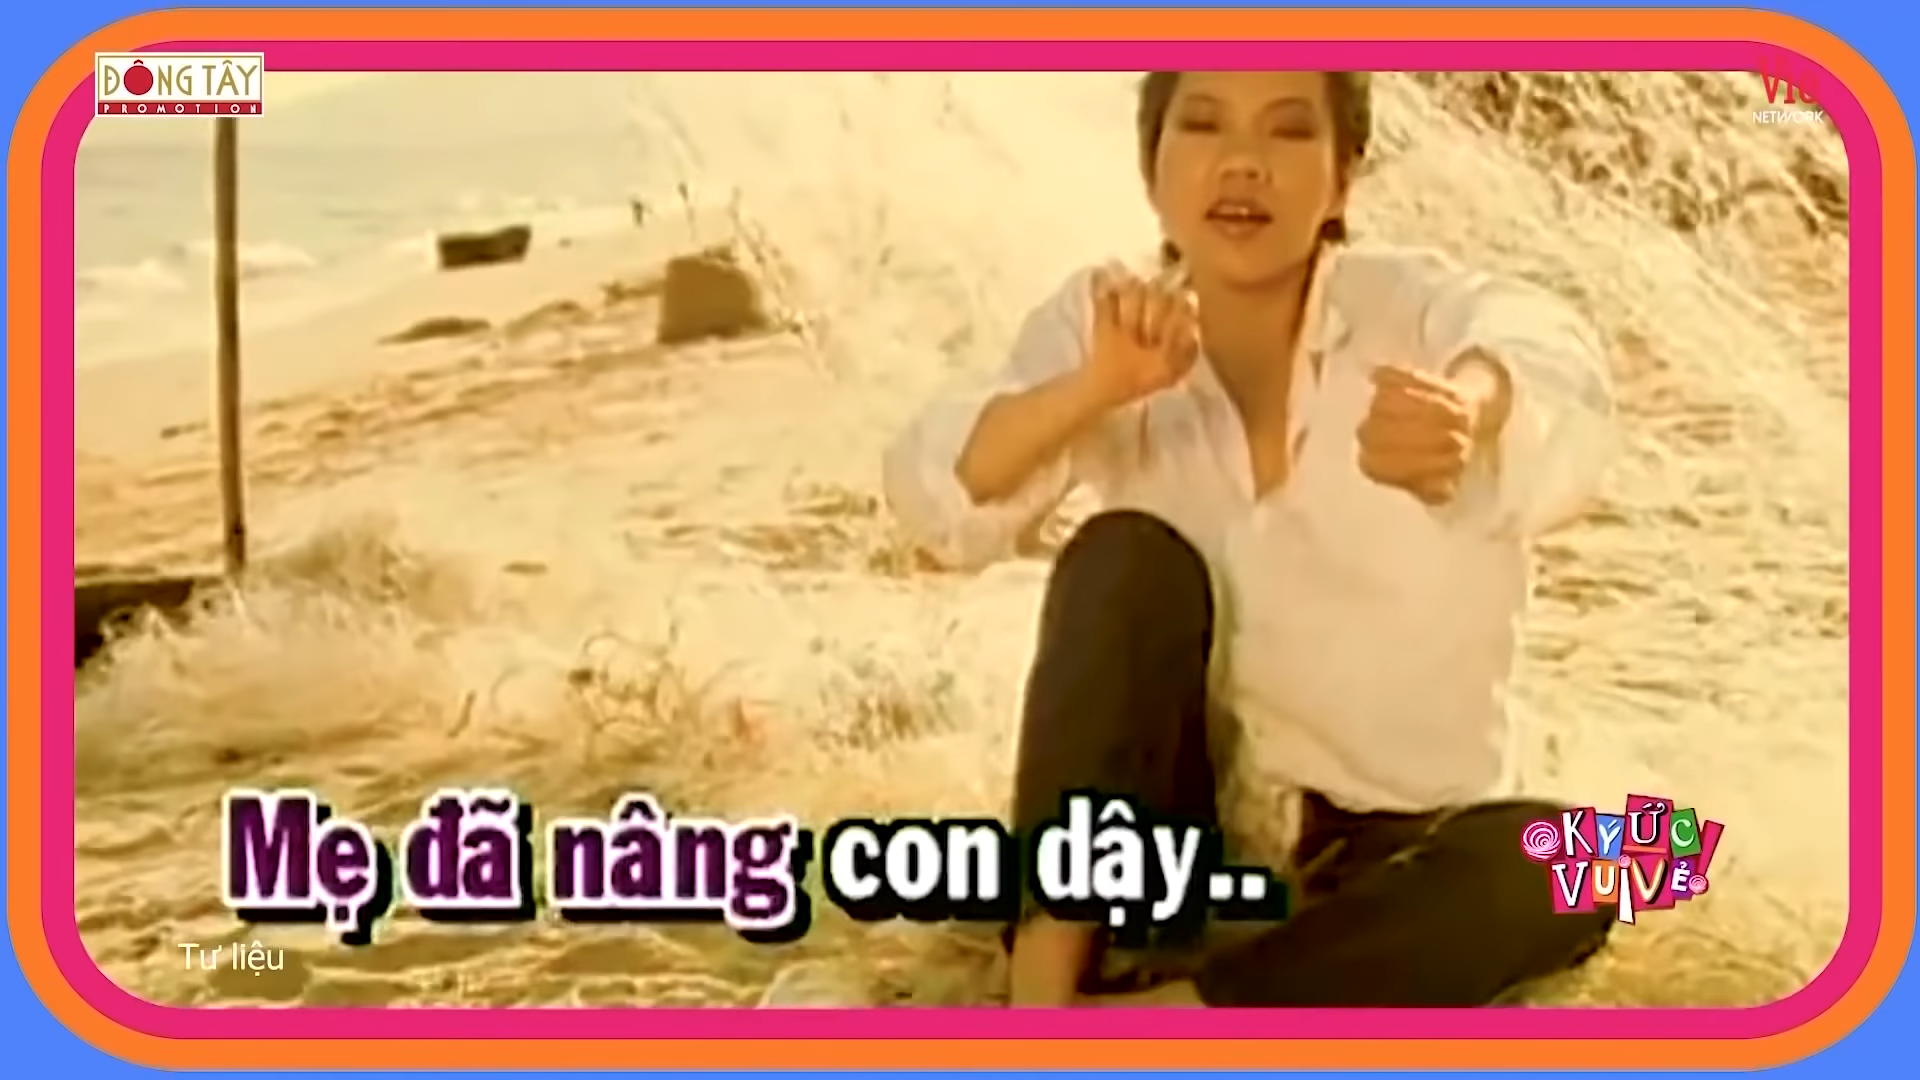 ĐÔNG TÂY
PROMOTION
Vie
NETWORK
Mẹ đã nâng con dậy..
KÝ ỨC
VUI VẺ!
Tư liệu